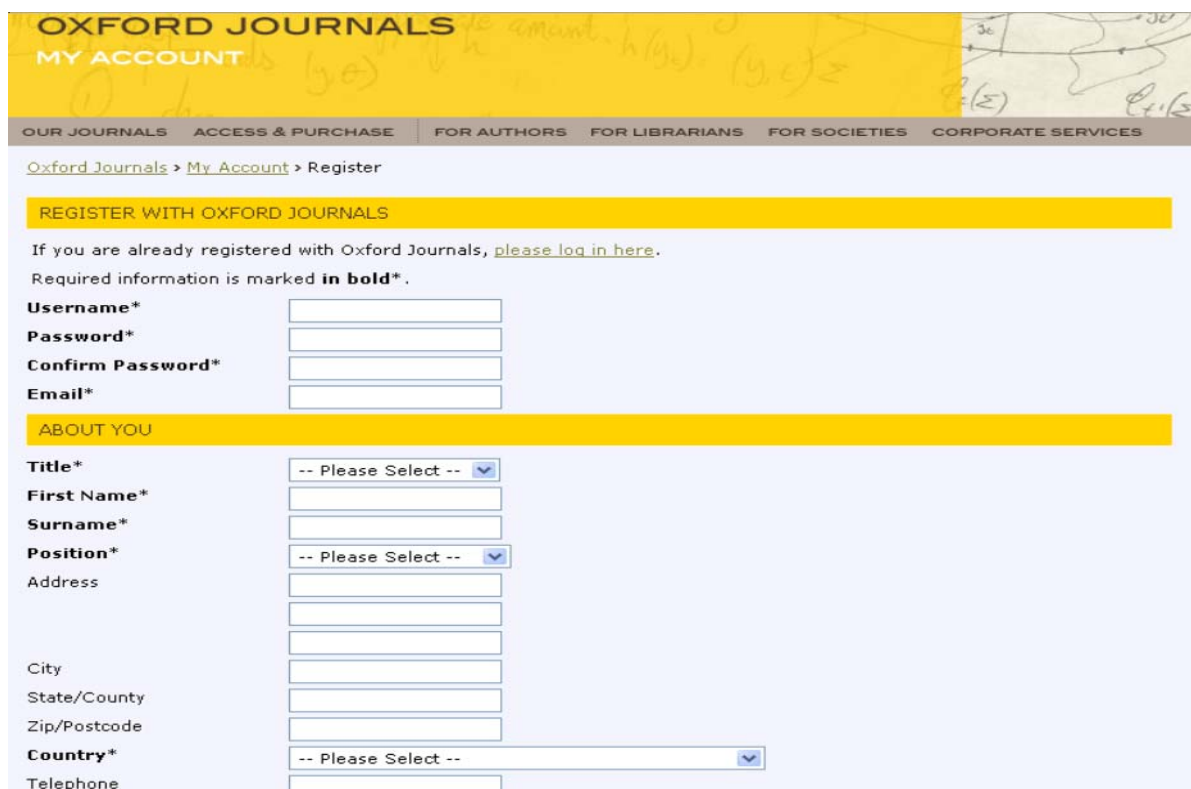 OXFORD JOURNALS
MY ACCOUNT
OUR JOURNALS ACCESS & PURCHASE FOR AUTHORS FOR LIBRARIANS FOR SOCIETIES CORPORATE SERVICES
Oxford Journals > My Account > Register
REGISTER WITH OXFORD JOURNALS
If you are already registered with Oxford Journals, please log in here.
Required information is marked in bold*.
Username*
Password*
Confirm Password*
Email*
ABOUT YOU
Title* -- Please Select --
First Name*
Surname*
Position* -- Please Select --
Address
City
State/County
Zip/Postcode
Country* -- Please Select --
Telephone